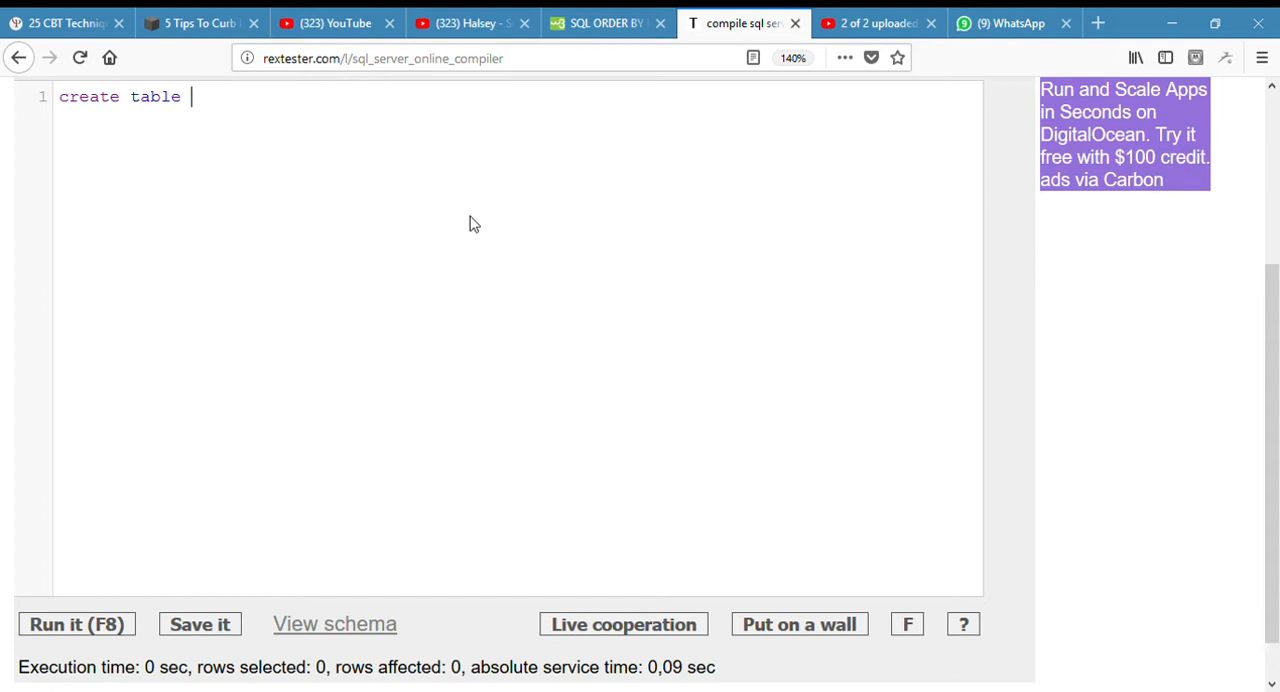 25 CBT Techniq
5 Tips To Curb
(323) YouTube
(323) Halsey - S
SQL ORDER BY
T compile sql ser
2 of 2 uploaded
(9) WhatsApp
rextester.com/l/sql_server_online_compiler
140%
1 create table
Run and Scale Apps
in Seconds on
DigitalOcean. Try it
free with $100 credit.
ads via Carbon
Run it (F8)
Save it
View schema
Live cooperation
Put on a wall
F
?
Execution time: 0 sec, rows selected: 0, rows affected: 0, absolute service time: 0,09 sec